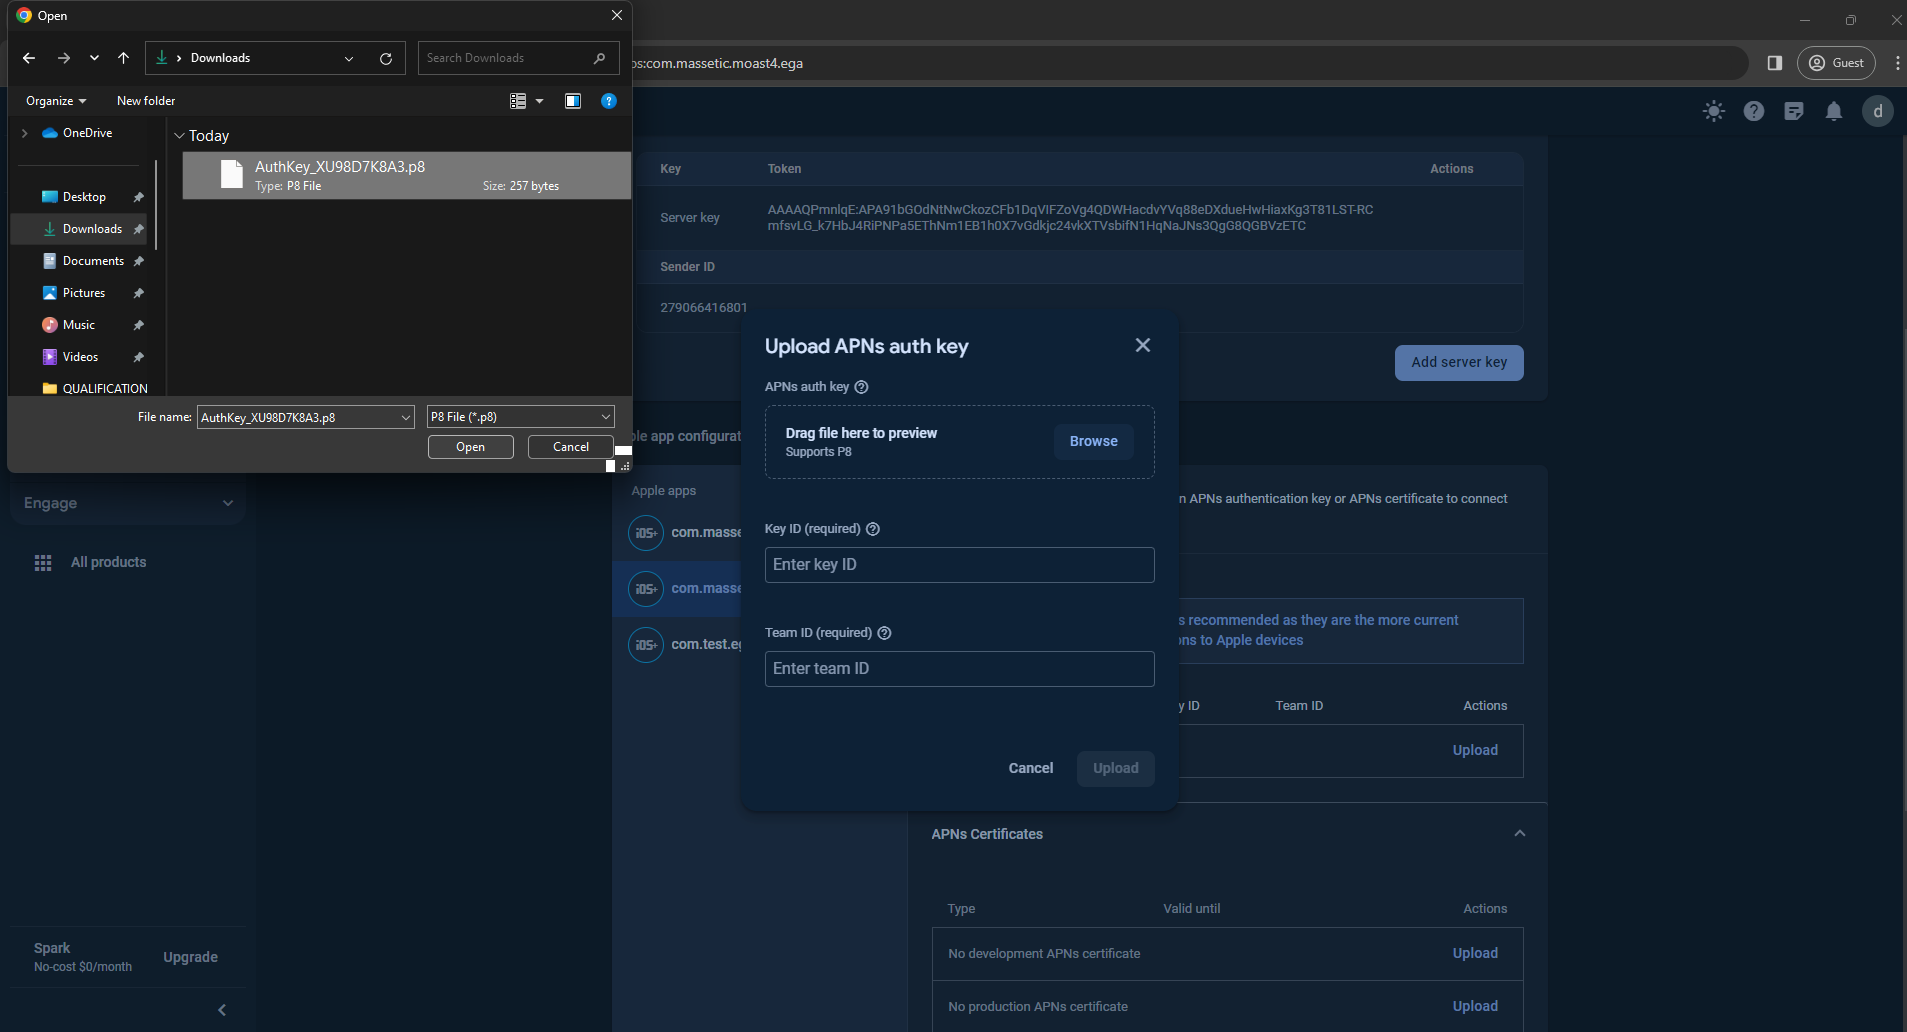 Open
Downloads
Search Downloads
Organize
New folder
OneDrive
Desktop
Downloads
Documents
Pictures
Music
Videos
QUALIFICATION
Today
AuthKey_XU98D7K8A3.p8
Type: P8 File
Size: 257 bytes
File name:
AuthKey_XU98D7K8A3.p8
P8 File (*.p8)
Open
Cancel
os:com.massetic.moast4.ega
Guest
d
Key
Token
Actions
Server key
AAAAQPmnlqE:APA91bGOdNtNwCkozCFb1DqVIFZoVg4QDWHacdvYVq88eDXdueHwHiaxKg3T81LST-RC
mfsvLG_k7HbJ4RiPNPa5EThNm1EB1h0X7vGdkjc24vkXTVsbifN1HqNaJNs3QgG8QGBVzETC
Sender ID
279066416801
Add server key
ple app configurat
Apple apps
iOS+
com.masse
iOS+
com.masse
iOS+
com.test.eg
Upload APNs auth key
APNs auth key
Drag file here to preview
Supports P8
Browse
Key ID (required)
Enter key ID
Team ID (required)
Enter team ID
Cancel
Upload
n APNs authentication key or APNs certificate to connect
s recommended as they are the more current
ons to Apple devices
y ID
Team ID
Actions
Upload
APNs Certificates
Type
Valid until
Actions
No development APNs certificate
Upload
No production APNs certificate
Upload
Engage
All products
Spark
No-cost $0/month
Upgrade